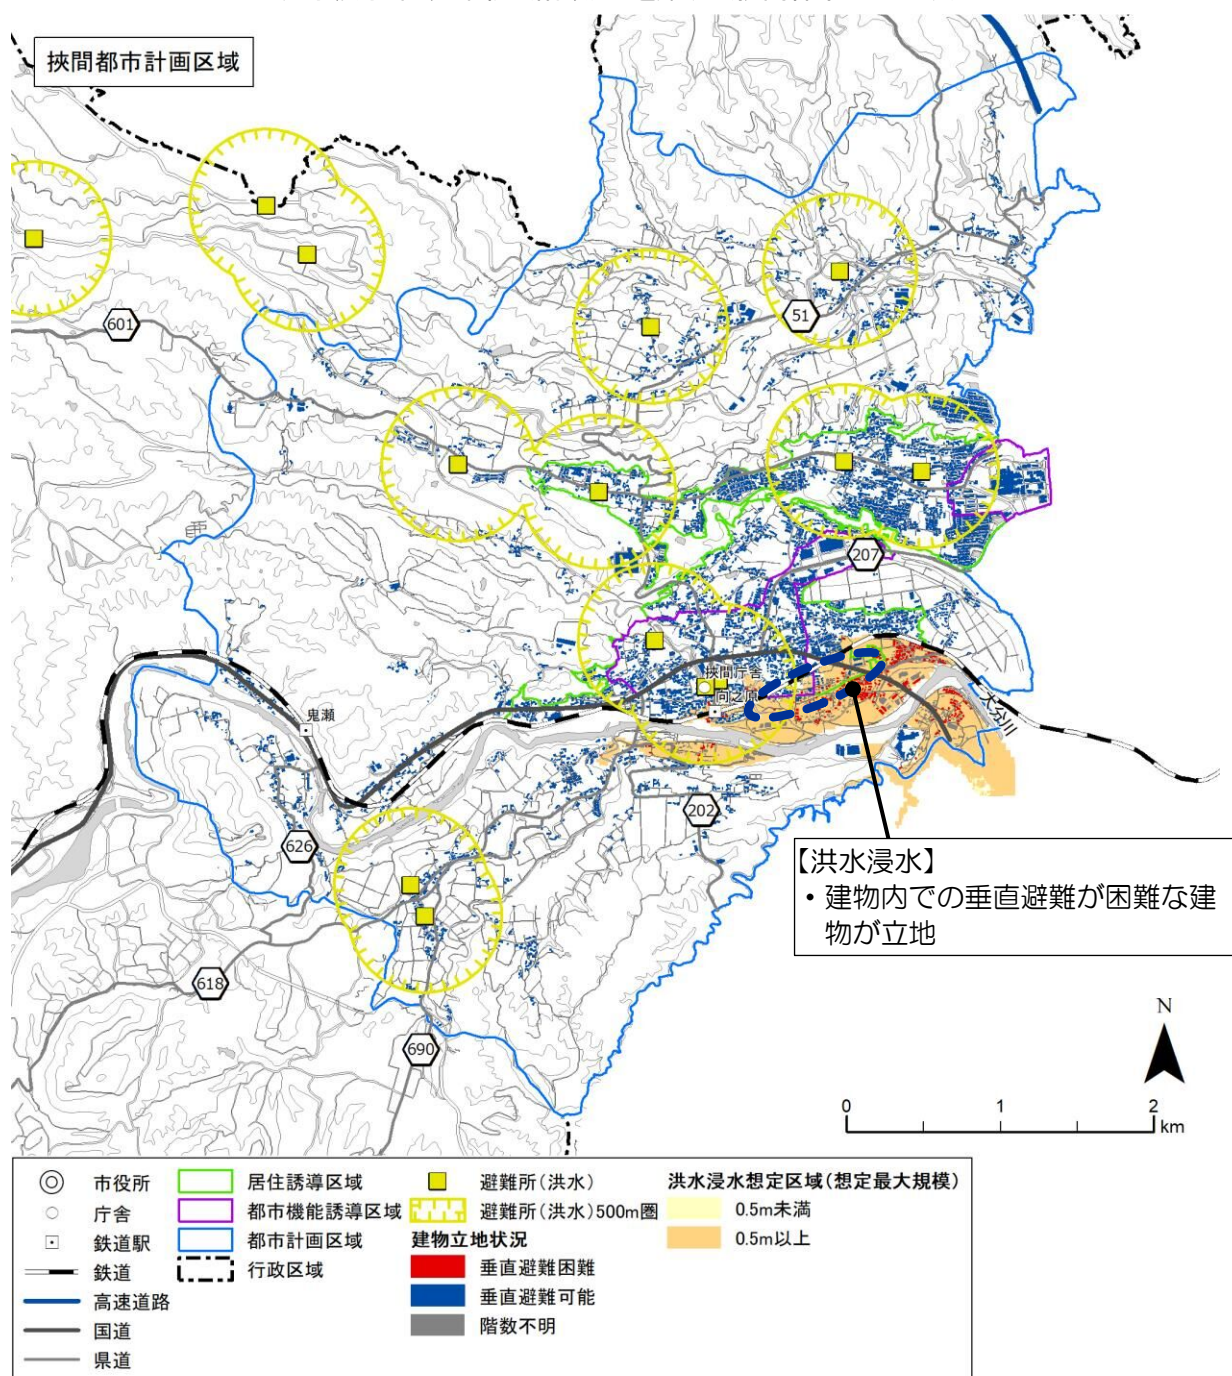 挾間都市計画区域
601
51
207
挾間庁舎
向之原
鬼瀬
大分川
202
626
【洪水浸水】
・建物内での垂直避難が困難な建
物が立地
618
690
N
0 1 2
km
市役所
庁舎
鉄道駅
鉄道
高速道路
国道
県道
居住誘導区域
都市機能誘導区域
都市計画区域
行政区域
避難所(洪水)
避難所(洪水)500m圏
建物立地状況
垂直避難困難
垂直避難可能
階数不明
洪水浸水想定区域(想定最大規模)
0.5m未満
0.5m以上